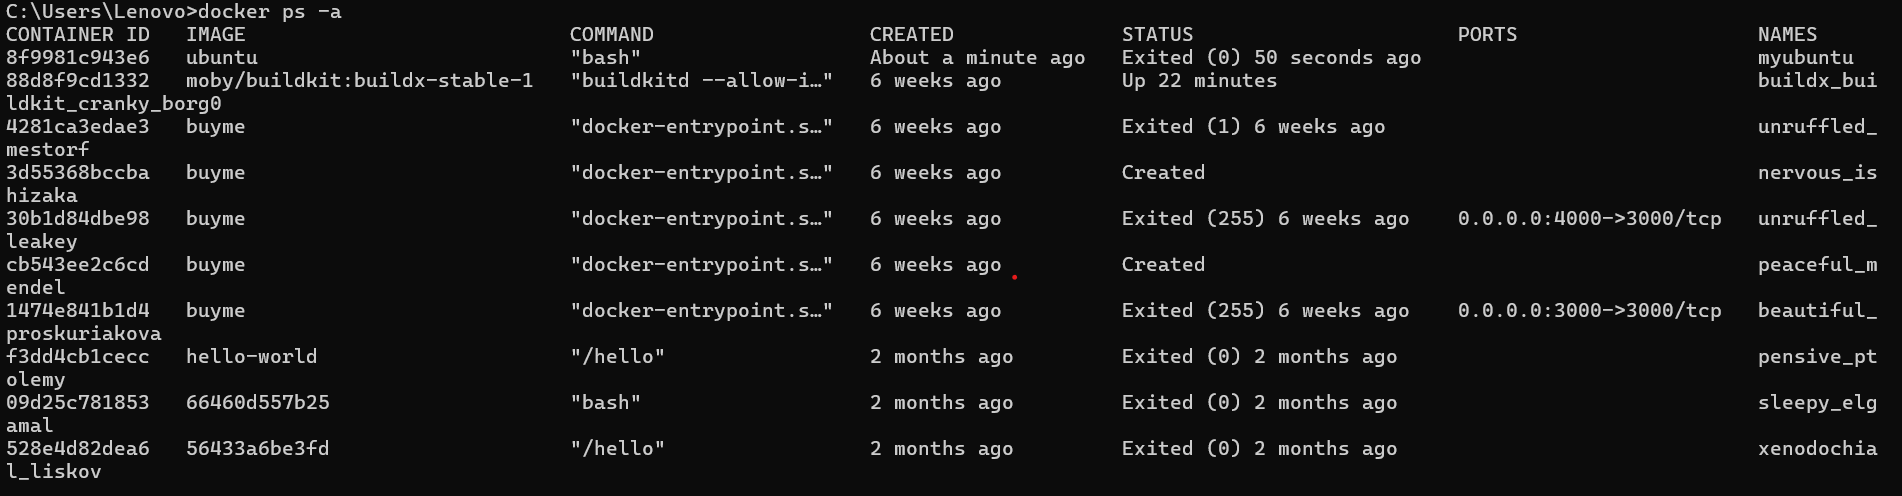 C:\Users\Lenovo>docker ps -a
CONTAINER ID   IMAGE                           COMMAND                  CREATED              STATUS                      PORTS                    NAMES
8f9981c943e6   ubuntu                          "bash"                   About a minute ago   Exited (0) 50 seconds ago                            myubuntu
88d8f9cd1332   moby/buildkit:buildx-stable-1   "buildkitd --allow-i…"   6 weeks ago          Up 22 minutes                                        buildx_bui
ldkit_cranky_borg0
4281ca3edae3   buyme                           "docker-entrypoint.s…"   6 weeks ago          Exited (1) 6 weeks ago                               unruffled_
mestorf
3d55368bccba   buyme                           "docker-entrypoint.s…"   6 weeks ago          Created                                              nervous_is
hizaka
30b1d84dbe98   buyme                           "docker-entrypoint.s…"   6 weeks ago          Exited (255) 6 weeks ago    0.0.0.0:4000->3000/tcp   unruffled_
leakey
cb543ee2c6cd   buyme                           "docker-entrypoint.s…"   6 weeks ago          Created                                              peaceful_m
endel
1474e841b1d4   buyme                           "docker-entrypoint.s…"   6 weeks ago          Exited (255) 6 weeks ago    0.0.0.0:3000->3000/tcp   beautiful_
proskuriakova
f3dd4cb1cecc   hello-world                     "/hello"                 2 months ago         Exited (0) 2 months ago                              pensive_pt
olemy
09d25c781853   66460d557b25                    "bash"                   2 months ago         Exited (0) 2 months ago                              sleepy_elg
amal
528e4d82dea6   56433a6be3fd                    "/hello"                 2 months ago         Exited (0) 2 months ago                              xenodochia
l_liskov